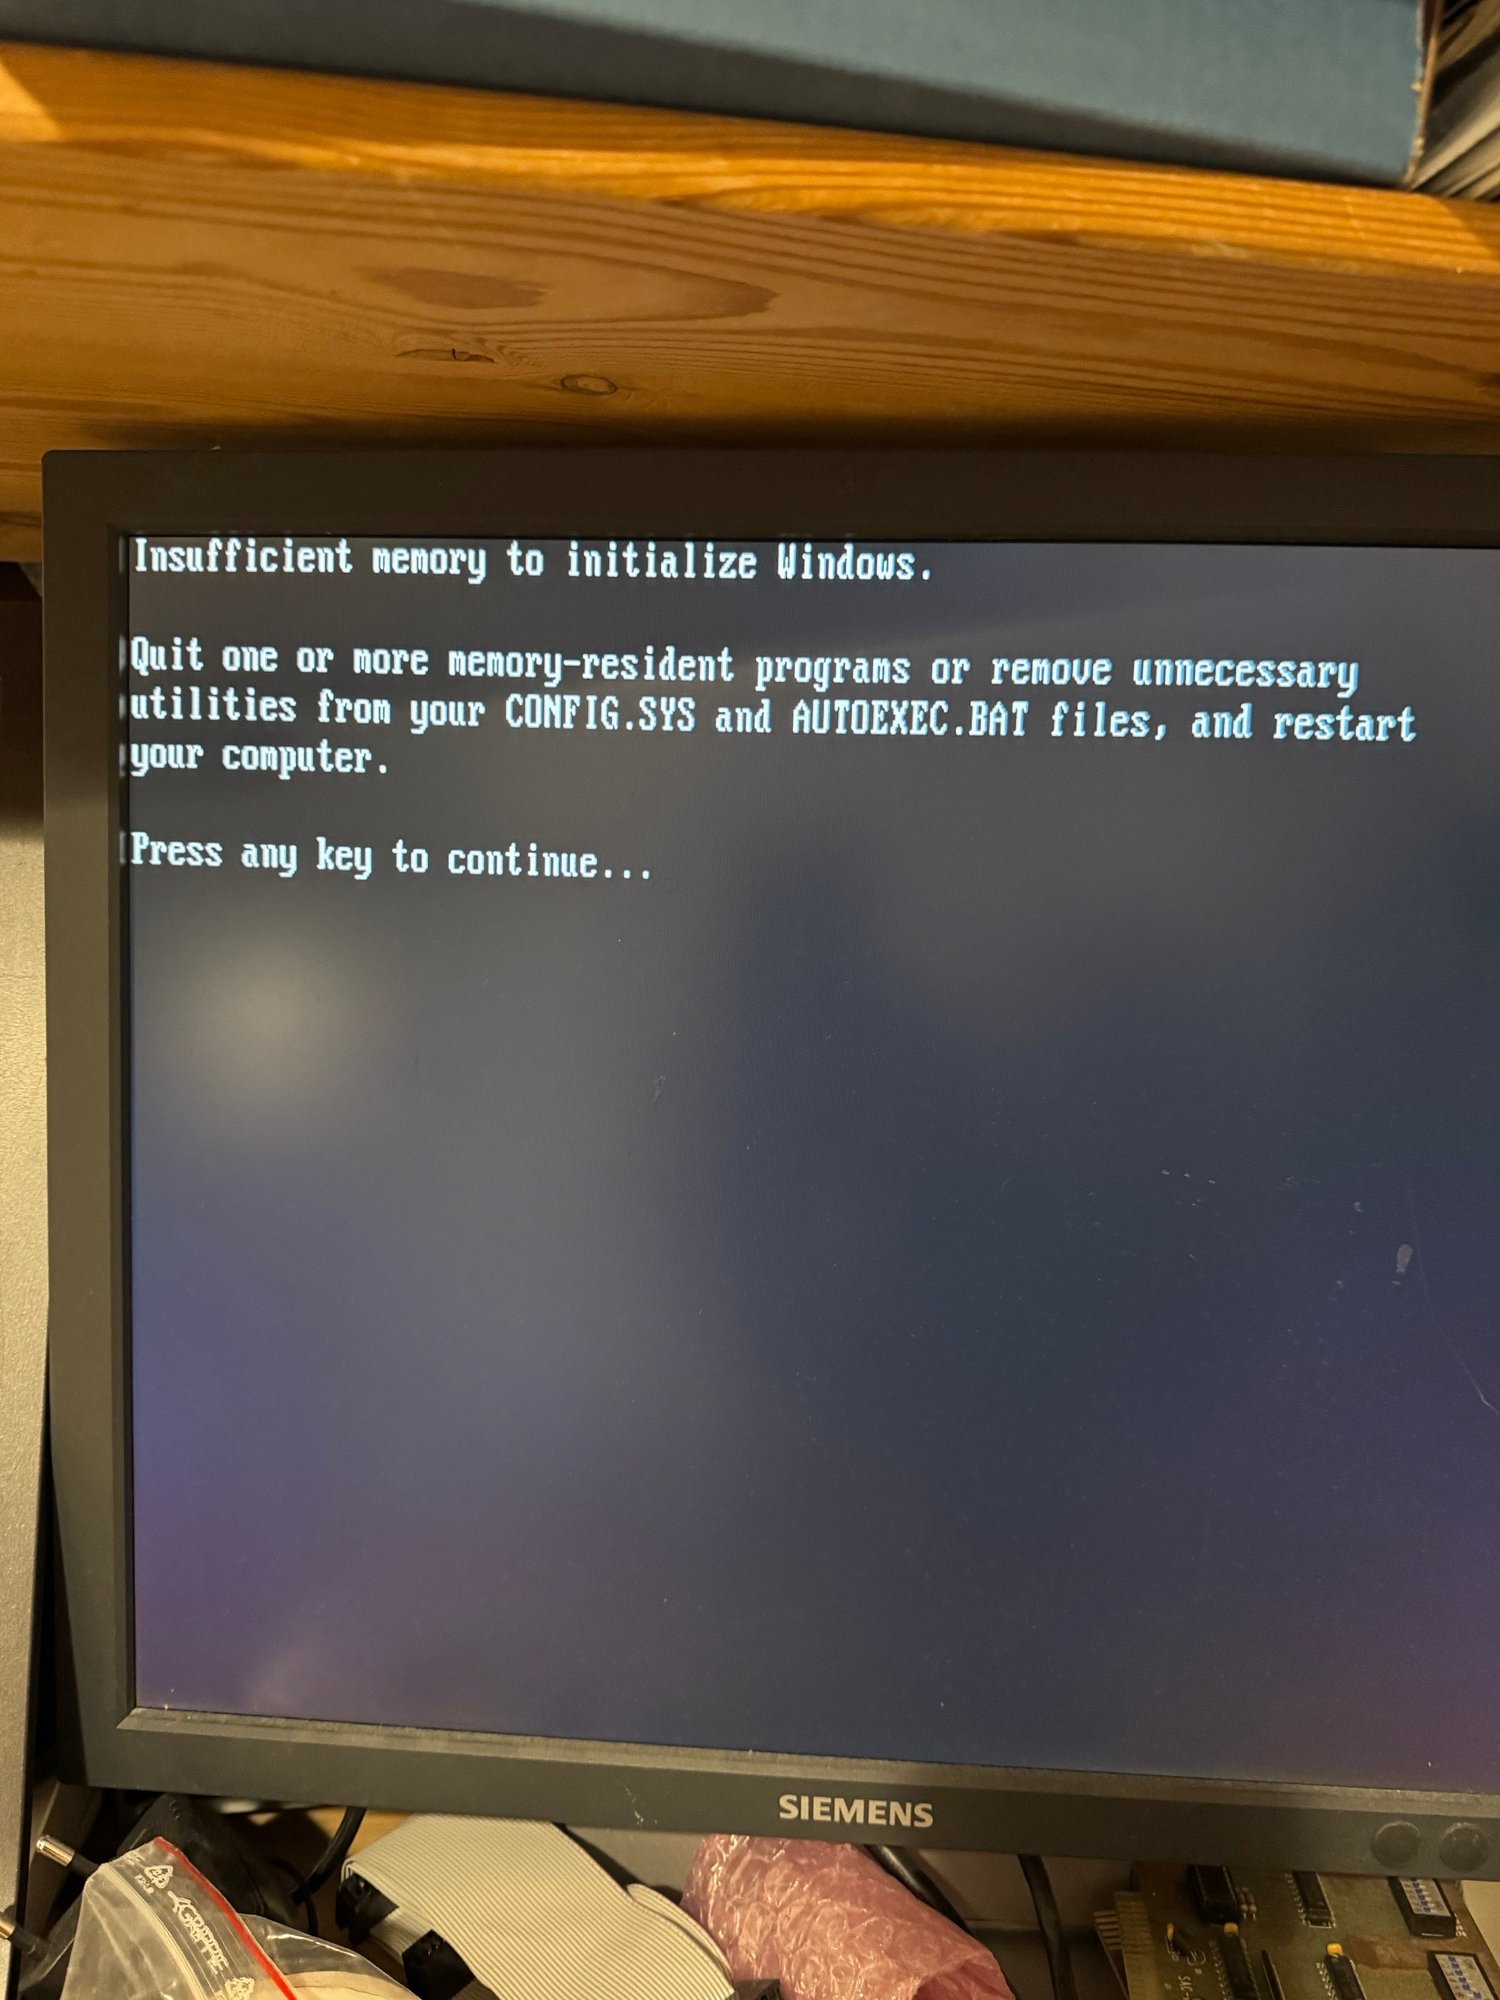 Insufficient memory to initialize Windows.
Quit one or more memory-resident programs or remove unnecessary
utilities from your CONFIG.SYS and AUTOEXEC.BAT files, and restart
your computer.
Press any key to continue...
SIEMENS